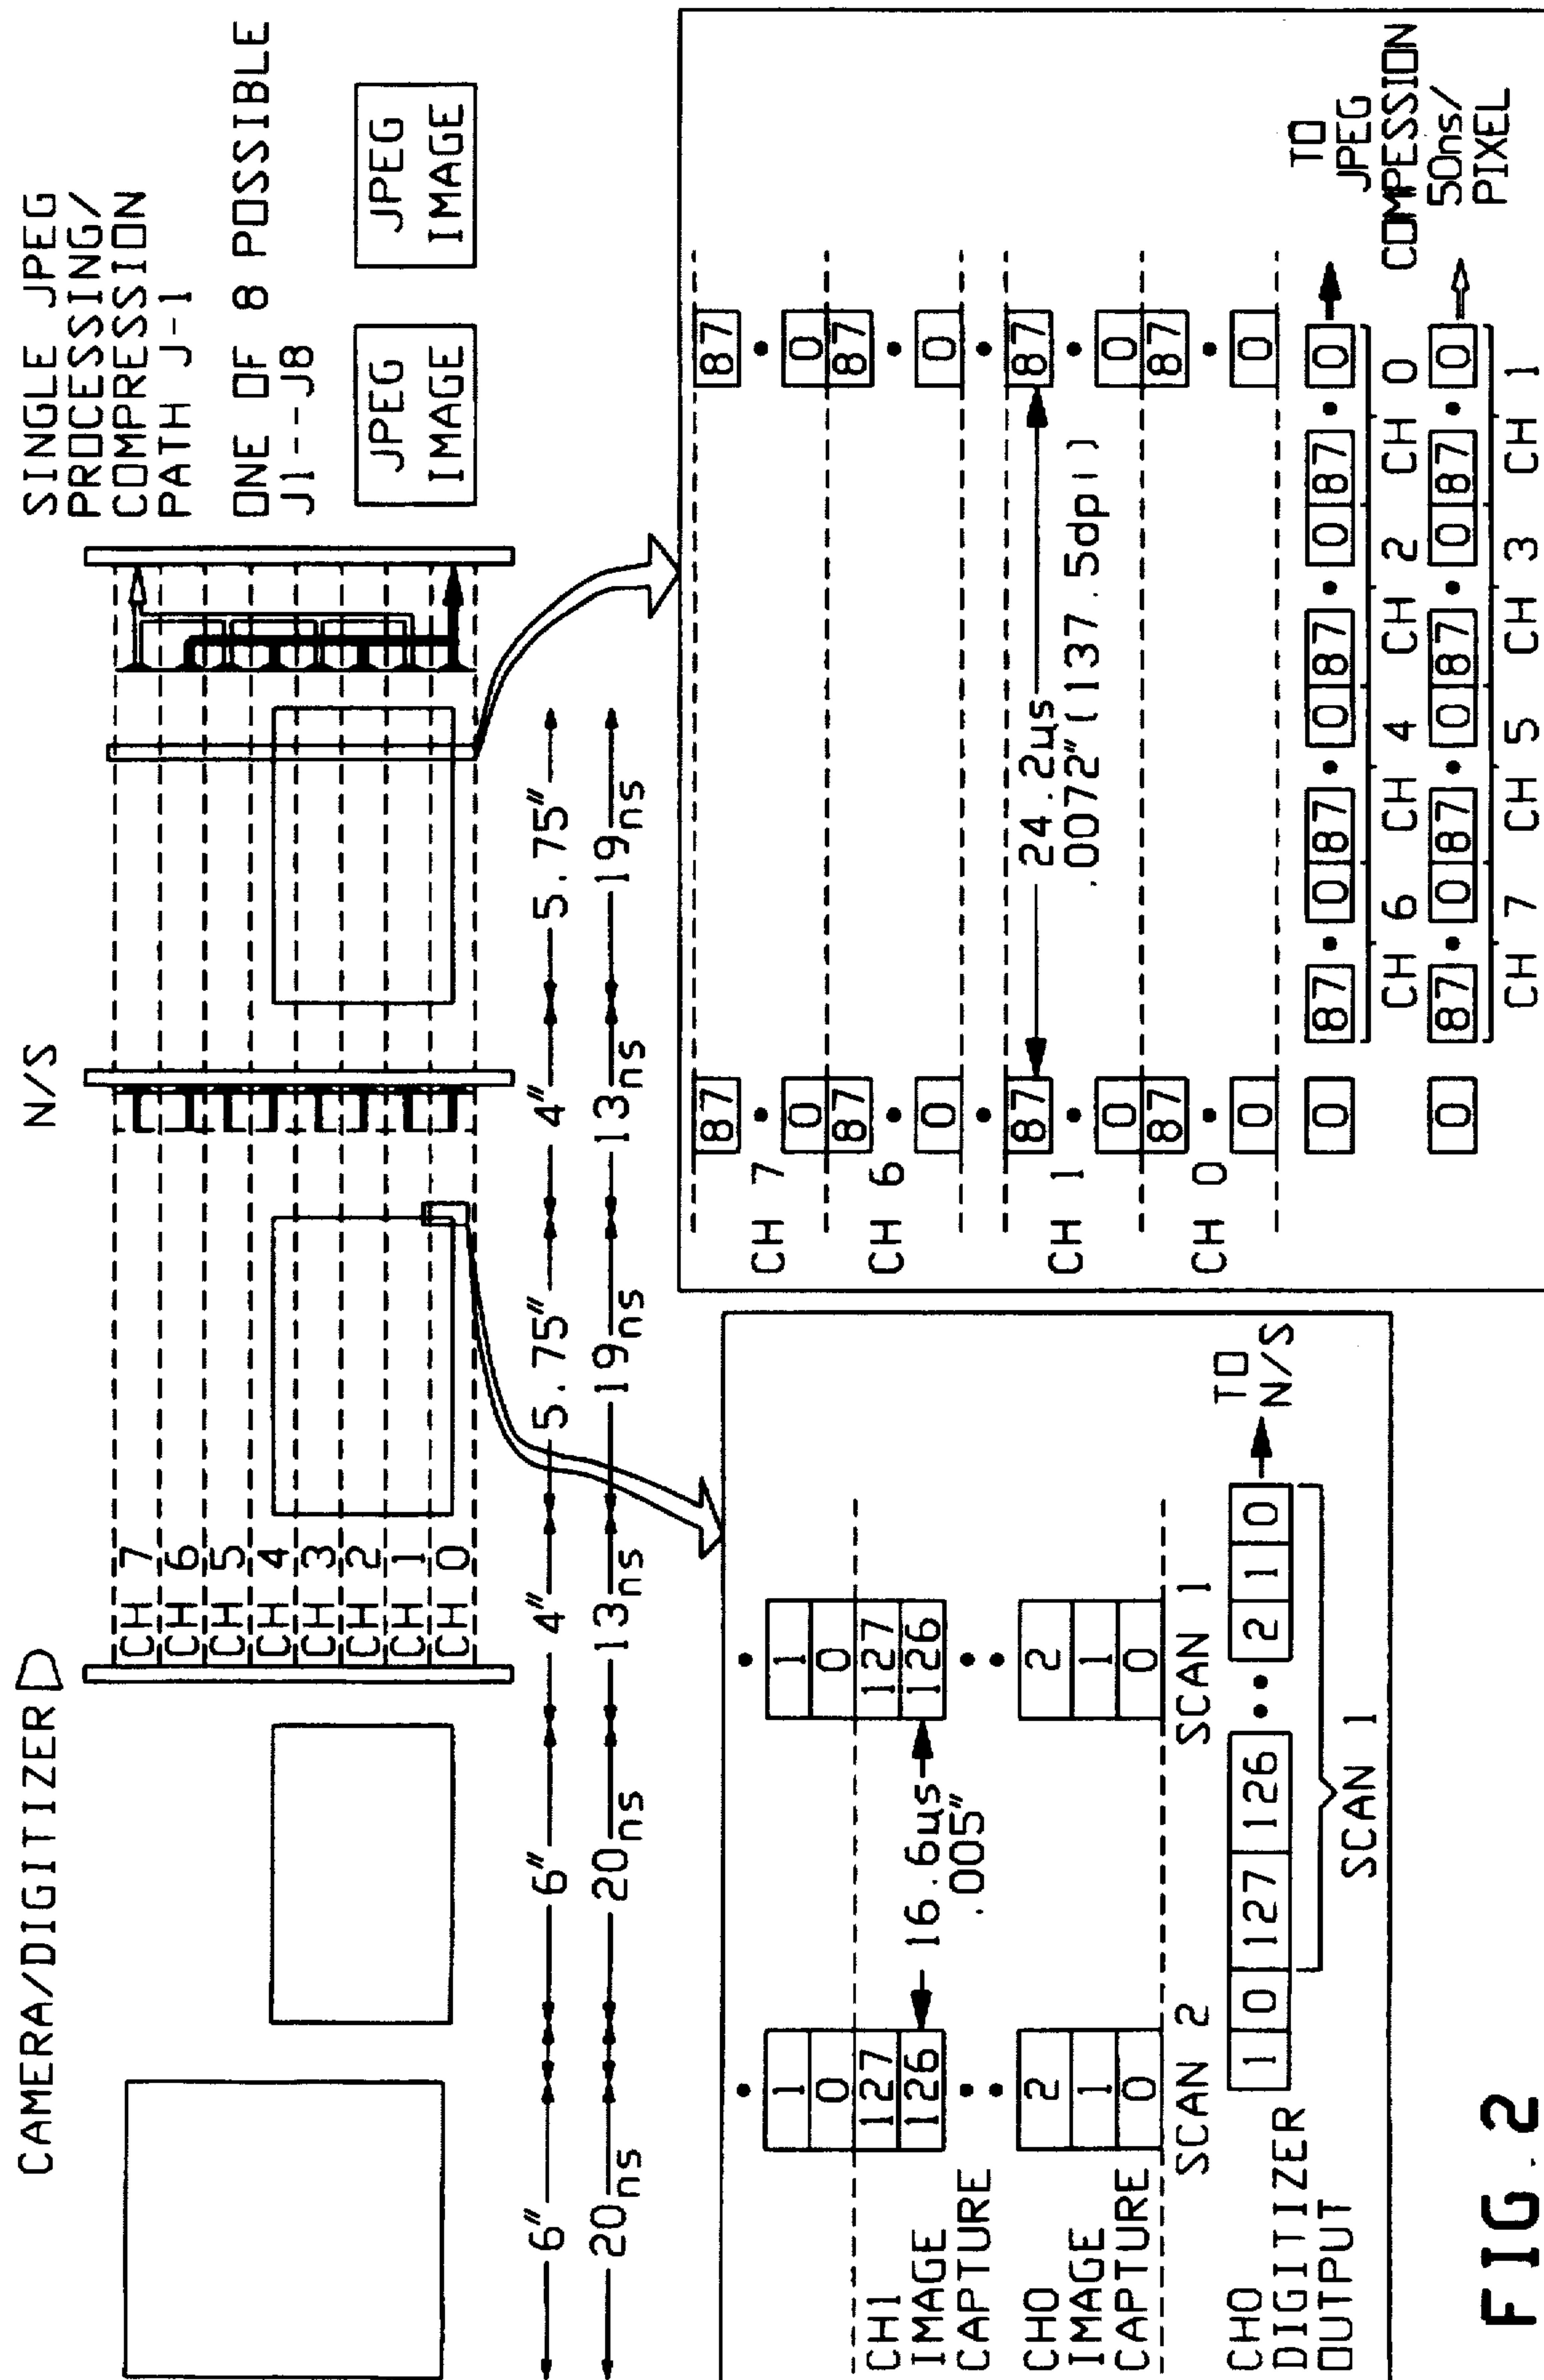 CAMERA/DIGITIZER
N/S
SINGLE JPEG
PROCESSING/
COMPRESSION
PATH J-1
ONE OF 8 POSSIBLE
J1--J8
JPEG
IMAGE
JPEG
IMAGE
CH 7
CH 6
CH 5
CH 4
CH 3
CH 2
CH 1
CH 0
6" 6" 4" 5.75" 4" 5.75"
20ns 20ns 13ns 19ns 13ns 19ns
1 1
0 0
127 127
126 126
16.6µs
.005"
2 2
1 1
0 0
CH1
IMAGE
CAPTURE
CH0
IMAGE
CAPTURE
SCAN 2 SCAN 1
CH0
DIGITIZER
OUTPUT
1 0 127 126 2 1 0
TO
N/S
SCAN 1
CH 7
87 87
0 0
CH 6
87 87
0 0
CH 1
87 87
0 0
CH 0
87 87
0 0
24.2µs
.0072"(137.5dpi)
0 87 0 87 0 87 0 87 0
CH 6 CH 4 CH 2 CH 0
0 87 0 87 0 87 0 87 0
CH 7 CH 5 CH 3 CH 1
TO
JPEG
COMPESSION
50ns/
PIXEL
FIG. 2